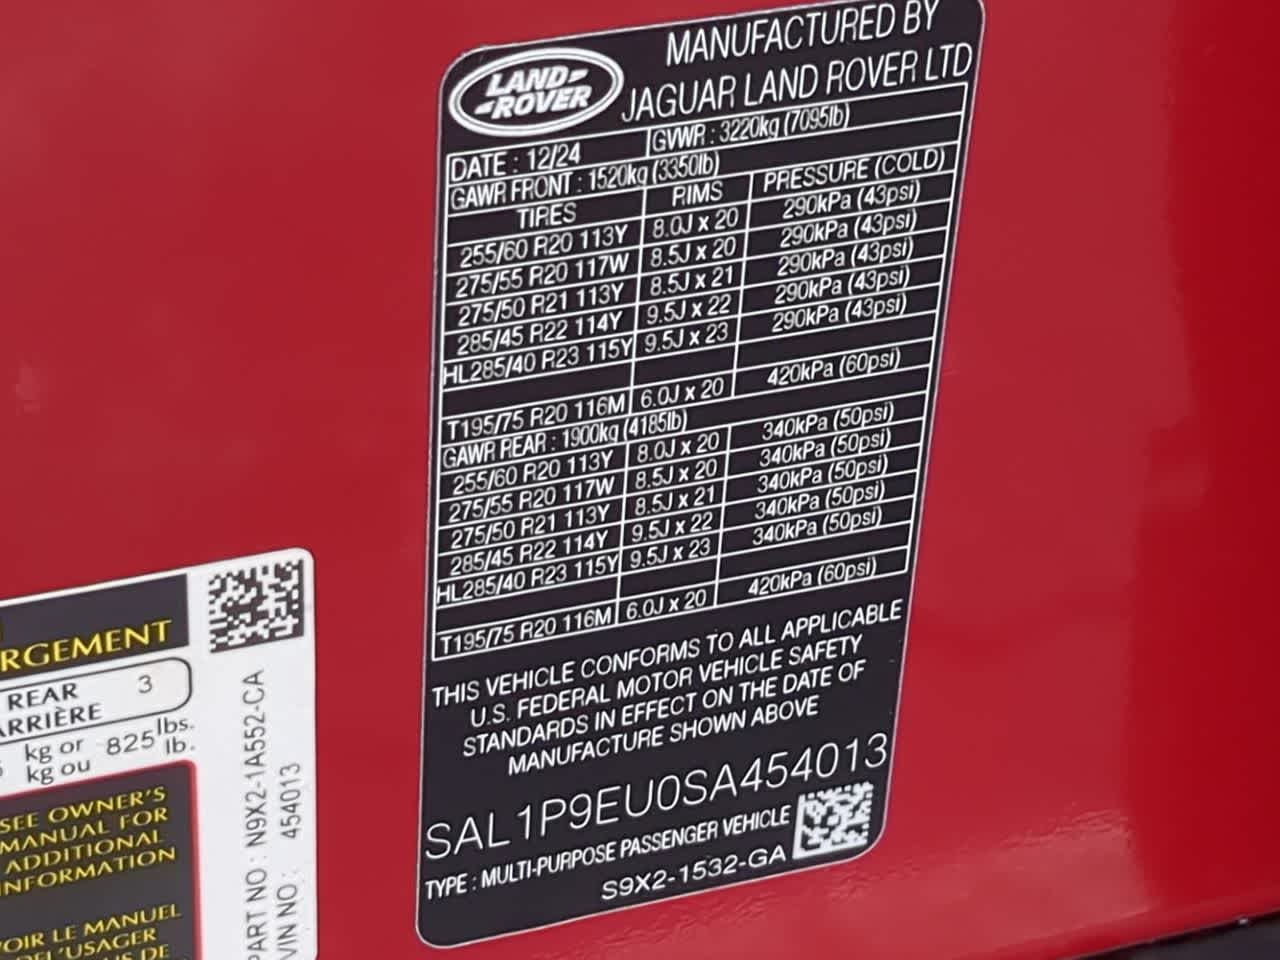 LAND
ROVER
MANUFACTURED BY
JAGUAR LAND ROVER LTD
DATE : 12/24 GVWR : 3220kg (7095lb)
GAWR FRONT : 1520kg (3350lb)
TIRES RIMS PRESSURE (COLD)
255/60 R20 113Y 8.0J x 20 290kPa (43psi)
275/55 R20 117W 8.5J x 20 290kPa (43psi)
275/50 R21 113Y 8.5J x 21 290kPa (43psi)
285/45 R22 114Y 9.5J x 22 290kPa (43psi)
HL285/40 R23 115Y 9.5J x 23 290kPa (43psi)
T195/75 R20 116M 6.0J x 20 420kPa (60psi)
GAWR REAR : 1900kg (4185lb)
255/60 R20 113Y 8.0J x 20 340kPa (50psi)
275/55 R20 117W 8.5J x 20 340kPa (50psi)
275/50 R21 113Y 8.5J x 21 340kPa (50psi)
285/45 R22 114Y 9.5J x 22 340kPa (50psi)
HL285/40 R23 115Y 9.5J x 23 340kPa (50psi)
T195/75 R20 116M 6.0J x 20 420kPa (60psi)
THIS VEHICLE CONFORMS TO ALL APPLICABLE
U.S. FEDERAL MOTOR VEHICLE SAFETY
STANDARDS IN EFFECT ON THE DATE OF
MANUFACTURE SHOWN ABOVE
SAL1P9EU0SA454013
TYPE : MULTI-PURPOSE PASSENGER VEHICLE
S9X2-1532-GA
RGEMENT
REAR 3
ARRIÈRE
kg or 825 lbs.
kg ou lb.
SEE OWNER'S
MANUAL FOR
ADDITIONAL
INFORMATION
VOIR LE MANUEL
DE L'USAGER
US DE
PART NO : N9X2-1A552-CA
VIN NO : 454013